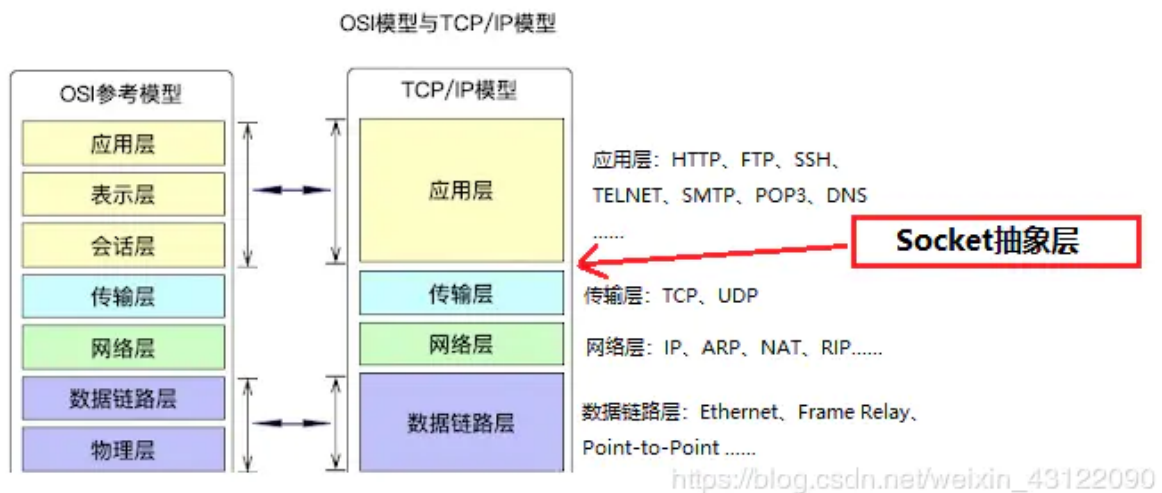 OSI模型与TCP/IP模型
OSI参考模型
应用层
表示层
会话层
传输层
网络层
数据链路层
物理层
TCP/IP模型
应用层
传输层
网络层
数据链路层
应用层：HTTP、FTP、SSH、
TELNET、SMTP、POP3、DNS
......
Socket抽象层
传输层：TCP、UDP
网络层：IP、ARP、NAT、RIP......
数据链路层：Ethernet、Frame Relay、
Point-to-Point ......
https://blog.csdn.net/weixin_43122090